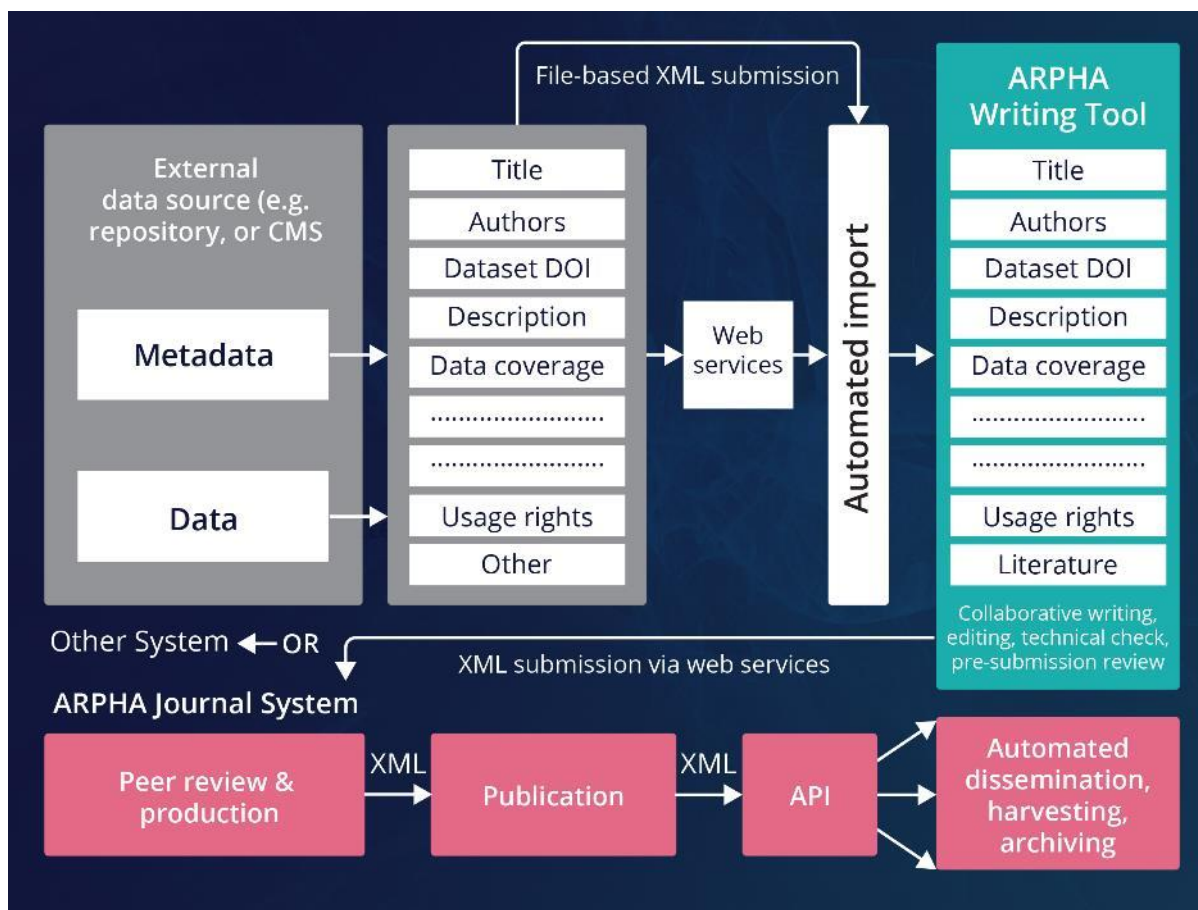 File-based XML submission
External
data source (e.g.
repository, or CMS
Metadata
Data
Title
Authors
Dataset DOI
Description
Data coverage
..........................
..........................
Usage rights
Other
Web
services
Automated import
ARPHA
Writing Tool
Title
Authors
Dataset DOI
Description
Data coverage
..........................
..........................
Usage rights
Literature
Collaborative writing,
editing, technical check,
pre-submission review
Other System OR
XML submission via web services
ARPHA Journal System
Peer review &
production
XML
Publication
XML
API
Automated
dissemination,
harvesting,
archiving